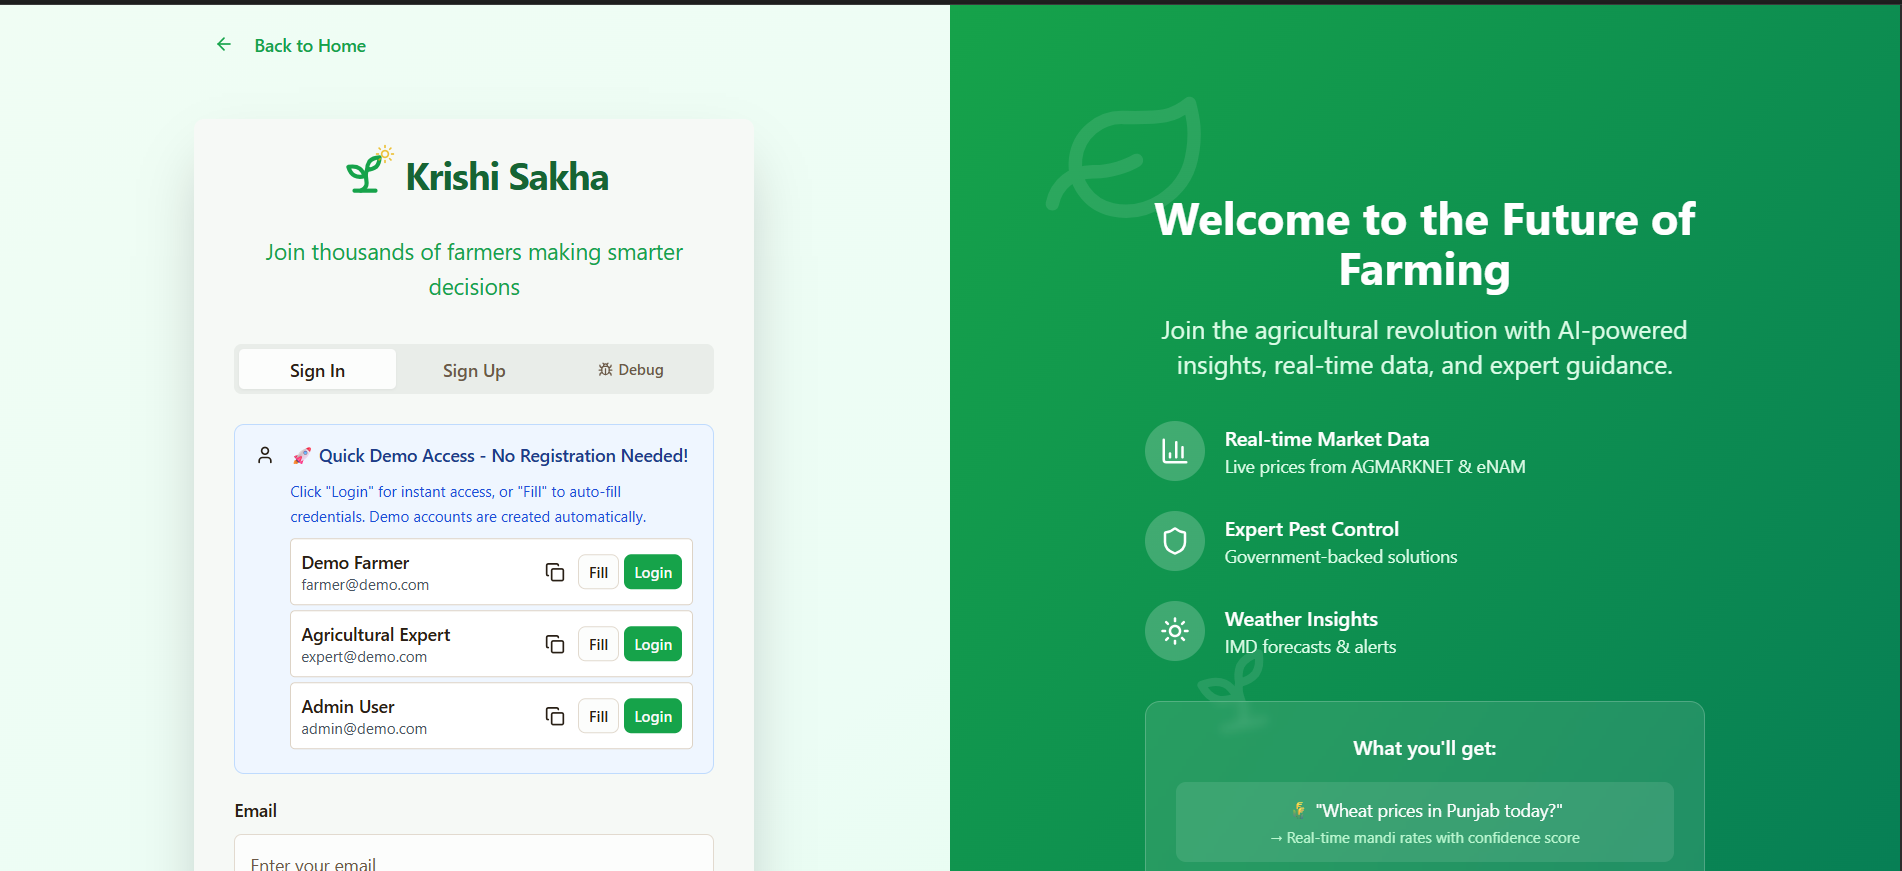 Back to Home
Krishi Sakha
Join thousands of farmers making smarter
decisions
Sign In
Sign Up
Debug
🚀 Quick Demo Access - No Registration Needed!
Click "Login" for instant access, or "Fill" to auto-fill
credentials. Demo accounts are created automatically.
Demo Farmer
farmer@demo.com
Fill
Login
Agricultural Expert
expert@demo.com
Fill
Login
Admin User
admin@demo.com
Fill
Login
Email
Enter your email
Welcome to the Future of
Farming
Join the agricultural revolution with AI-powered
insights, real-time data, and expert guidance.
Real-time Market Data
Live prices from AGMARKNET & eNAM
Expert Pest Control
Government-backed solutions
Weather Insights
IMD forecasts & alerts
What you'll get:
🌾 "Wheat prices in Punjab today?"
→ Real-time mandi rates with confidence score